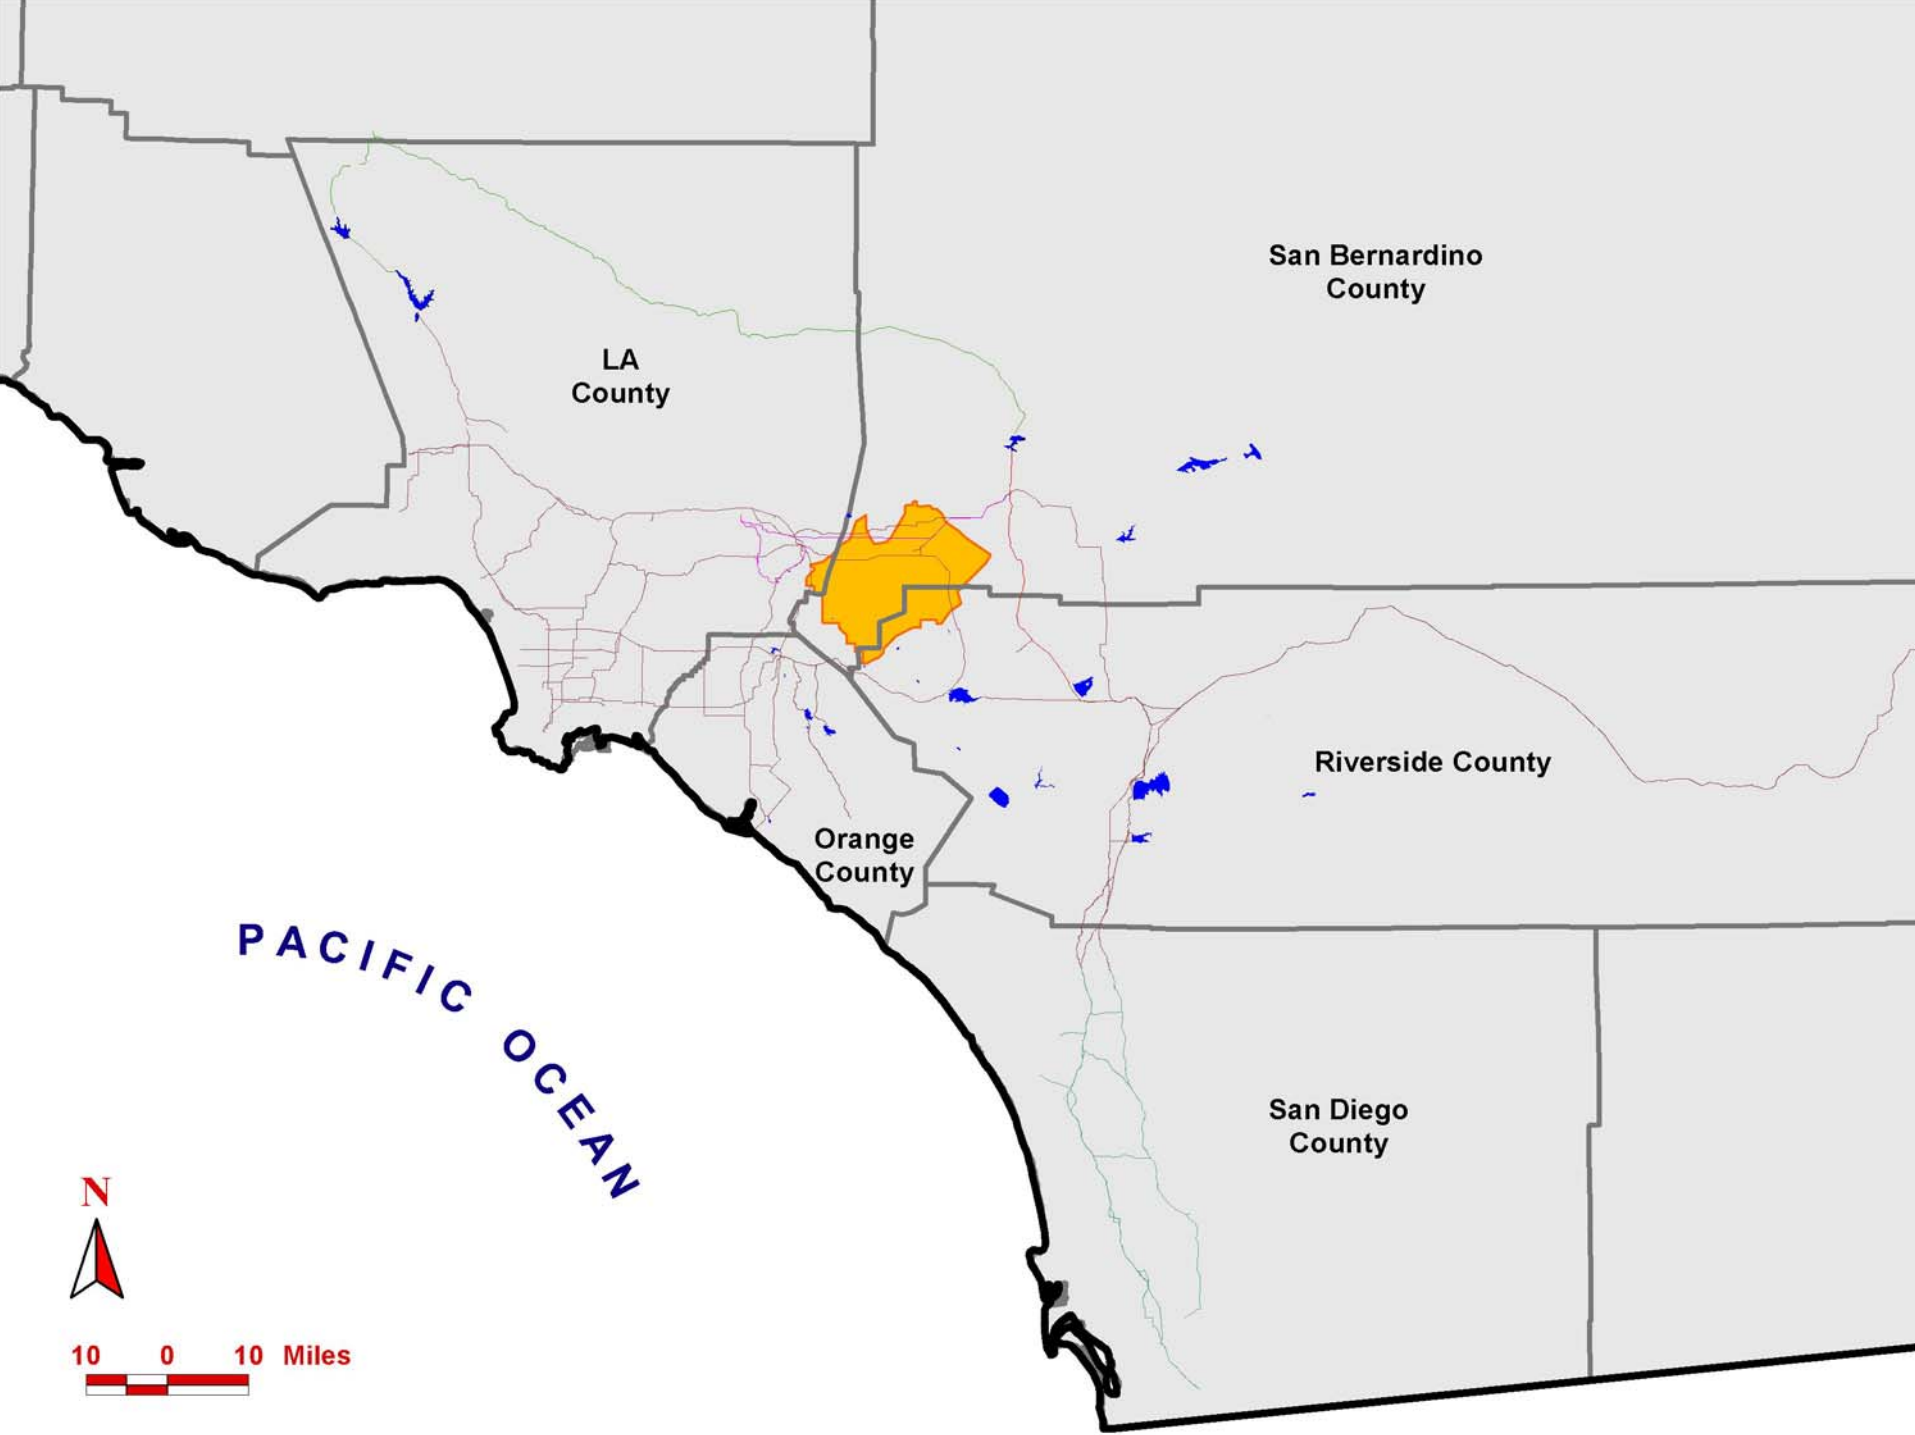 San Bernardino
County
LA
County
Riverside County
Orange
County
PACIFIC OCEAN
San Diego
County
N
10 0 10 Miles